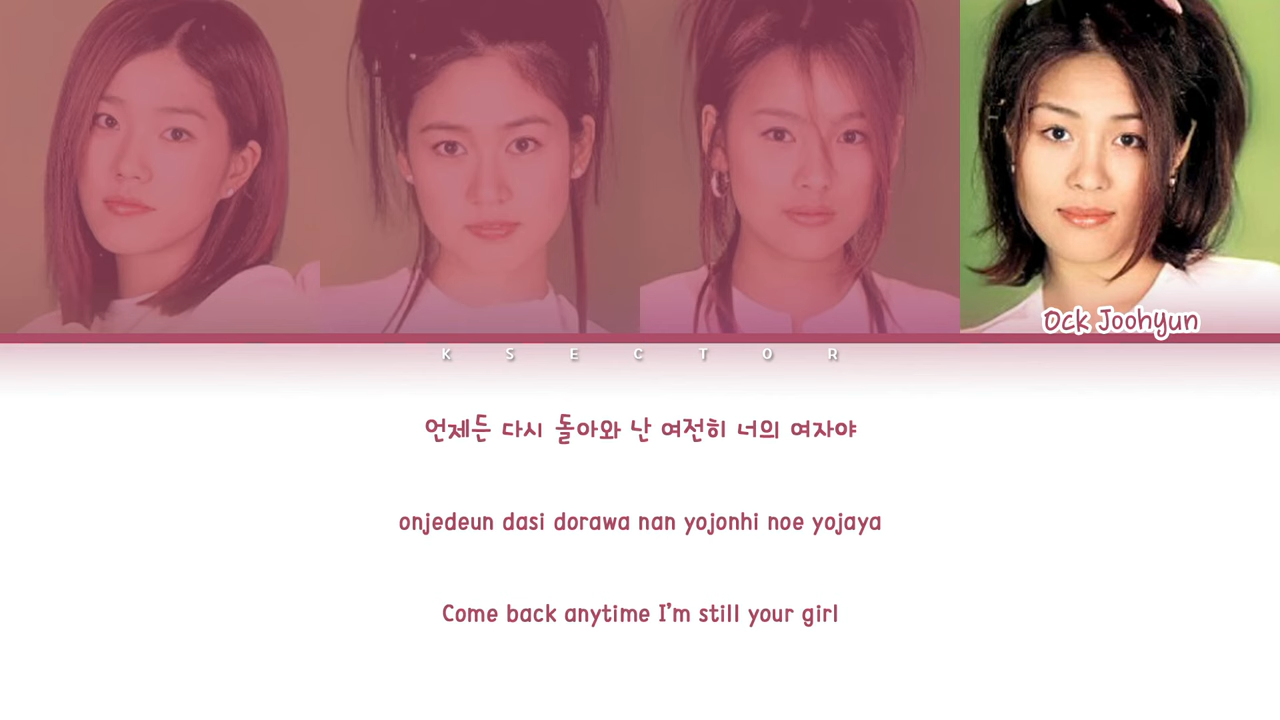 Ock Joohyun
K S E C T O R
언제든 다시 돌아와 난 여전히 너의 여자야
onjedeun dasi dorawa nan yojonhi noe yojaya
Come back anytime I'm still your girl